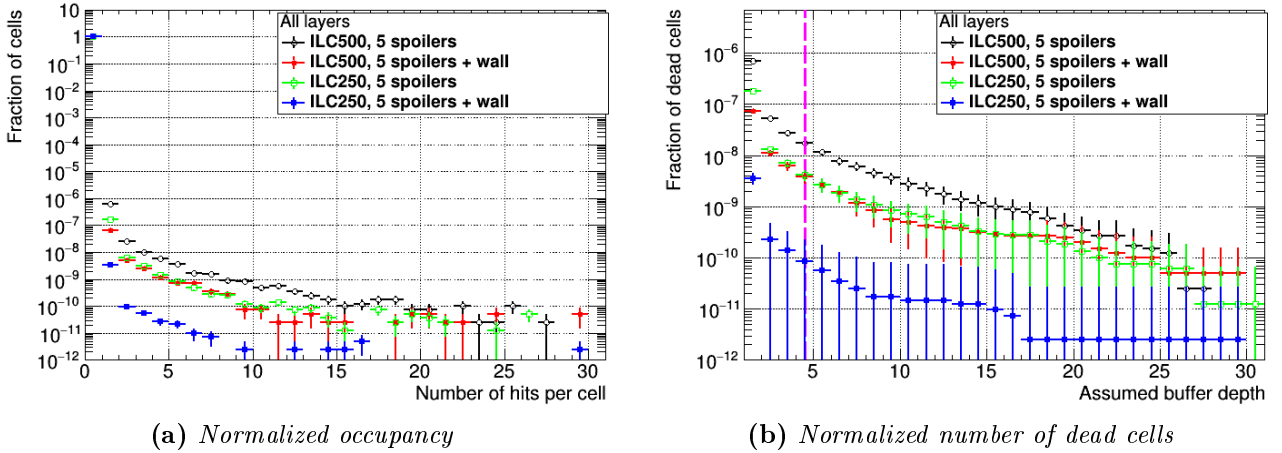 Fraction of cells
10
1
10⁻¹
10⁻²
10⁻³
10⁻⁴
10⁻⁵
10⁻⁶
10⁻⁷
10⁻⁸
10⁻⁹
10⁻¹⁰
10⁻¹¹
10⁻¹²
All layers
ILC500, 5 spoilers
ILC500, 5 spoilers + wall
ILC250, 5 spoilers
ILC250, 5 spoilers + wall
0 5 10 15 20 25 30
Number of hits per cell
(a) Normalized occupancy
Fraction of dead cells
10⁻⁶
10⁻⁷
10⁻⁸
10⁻⁹
10⁻¹⁰
10⁻¹¹
10⁻¹²
All layers
ILC500, 5 spoilers
ILC500, 5 spoilers + wall
ILC250, 5 spoilers
ILC250, 5 spoilers + wall
5 10 15 20 25 30
Assumed buffer depth
(b) Normalized number of dead cells